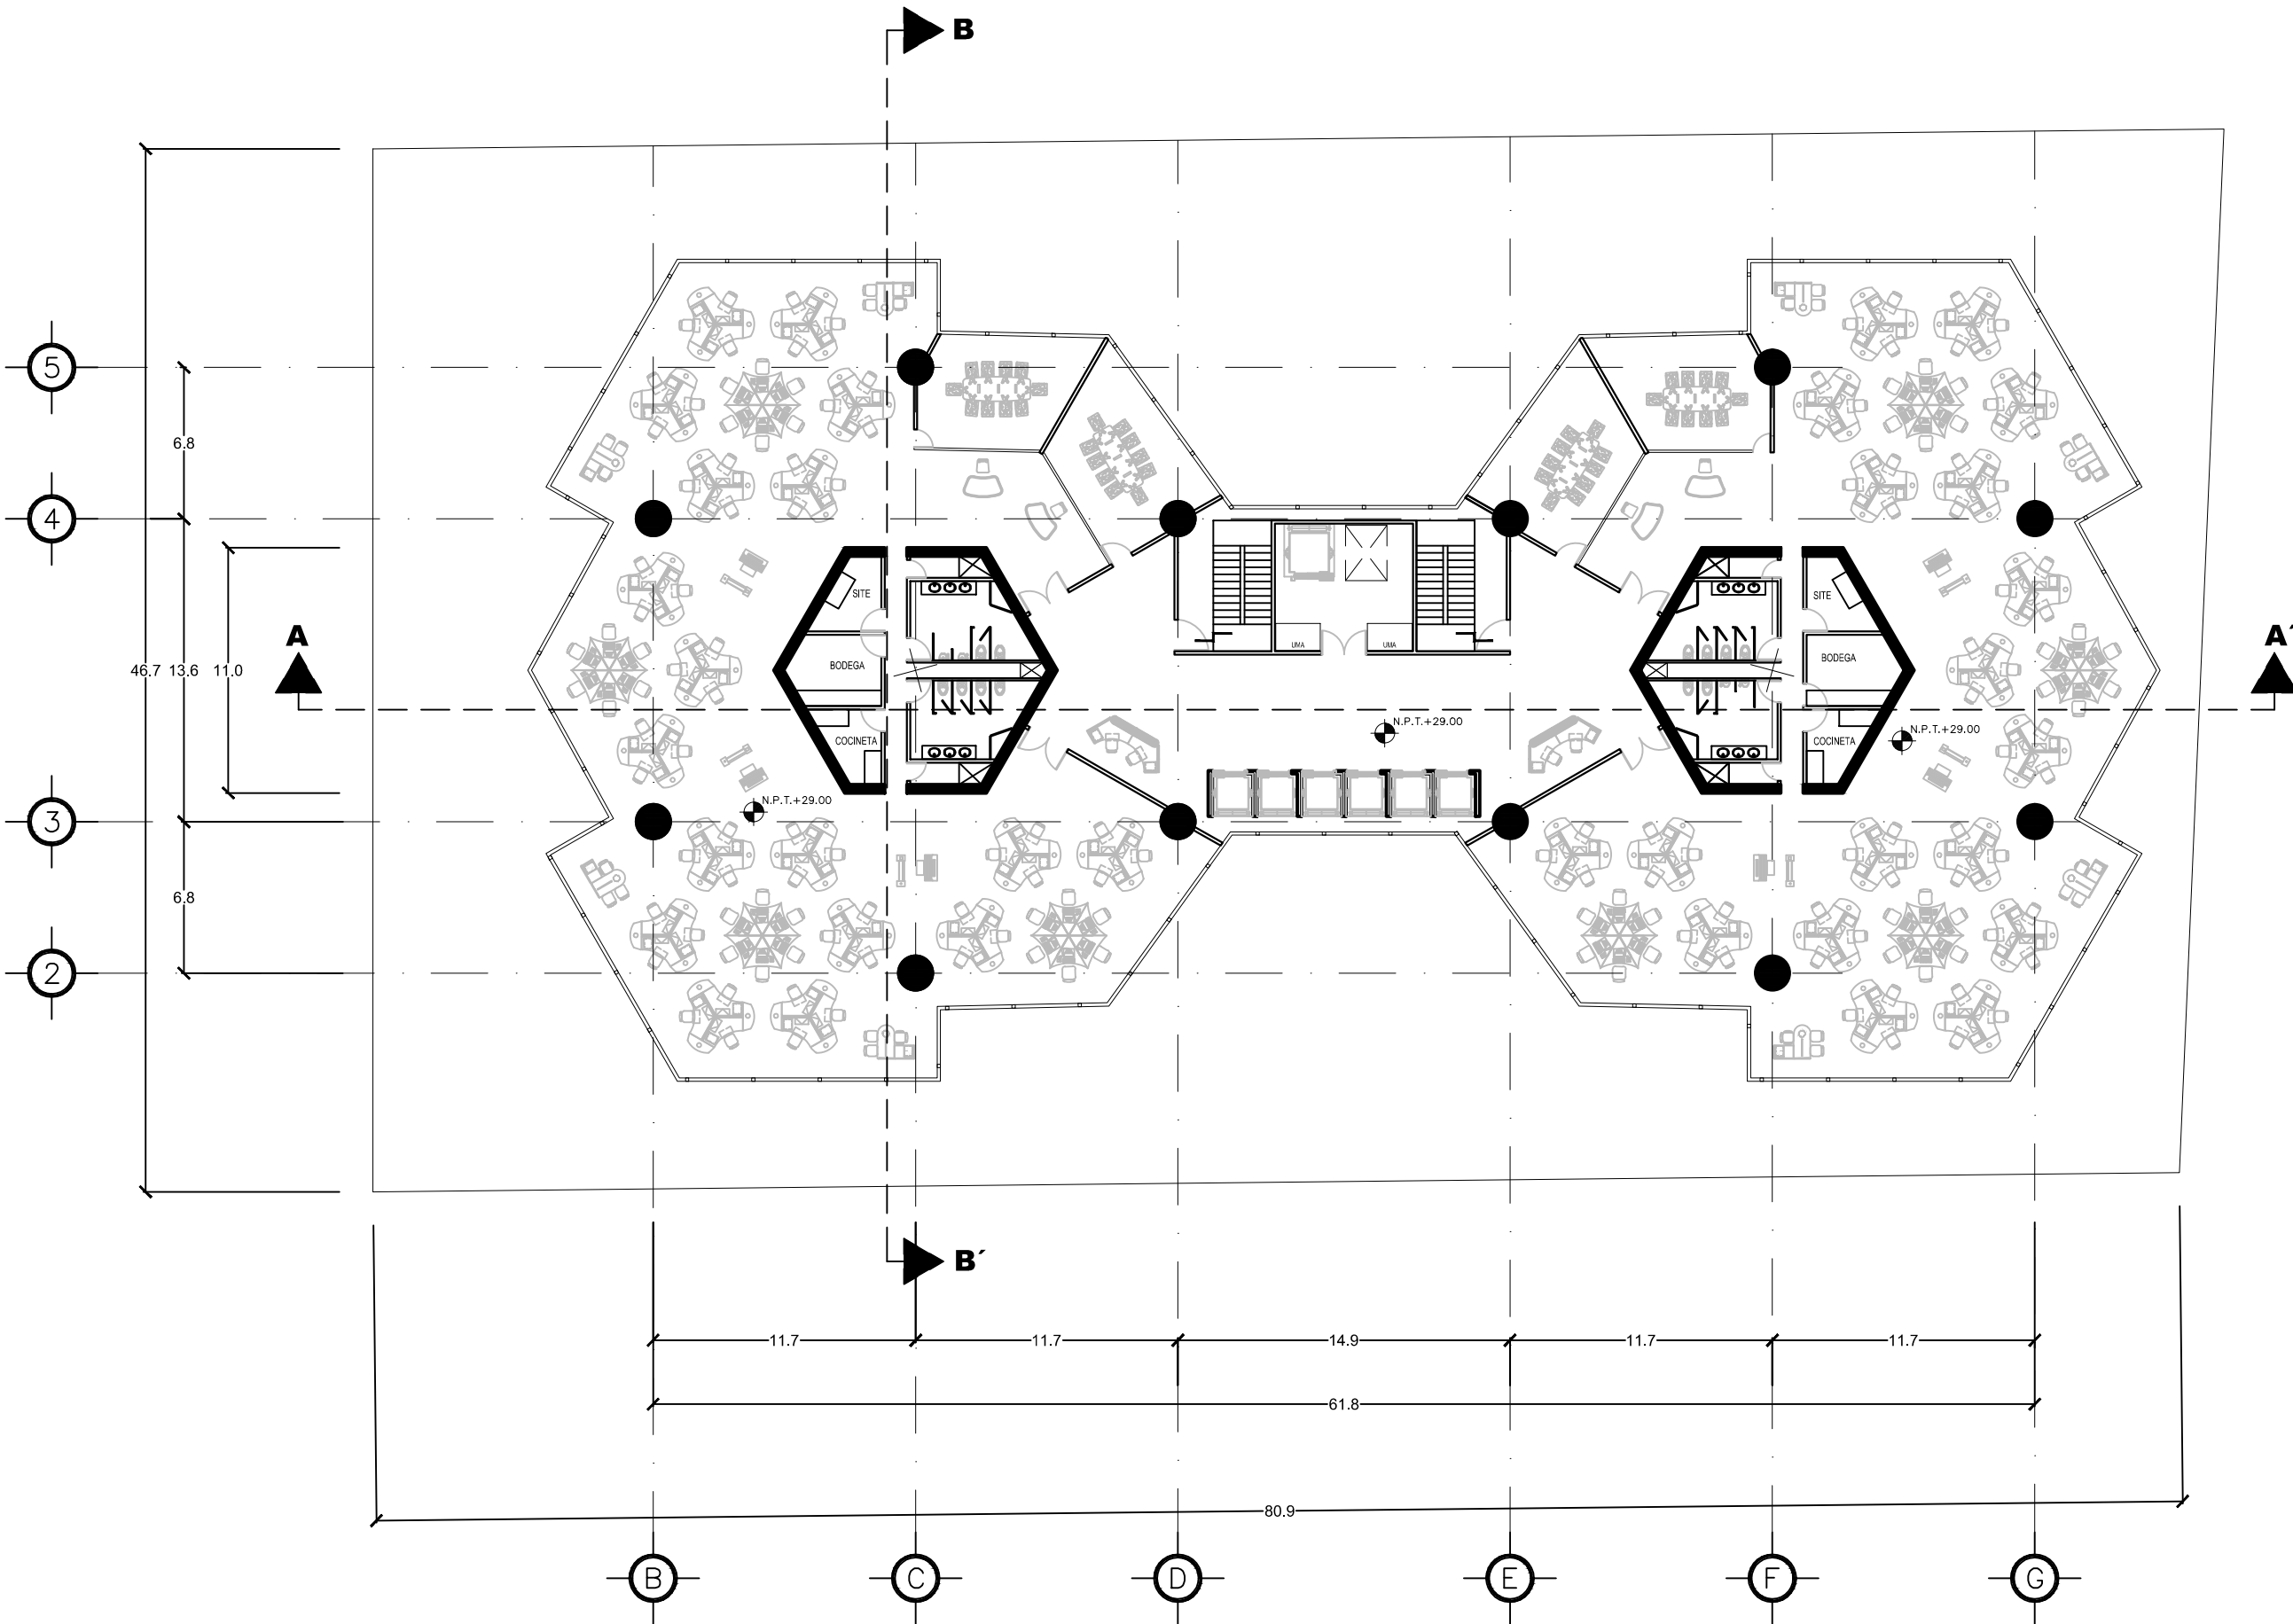 B
5
6.8
4
SITE
SITE
UMA
UMA
A
A´
46.7
13.6
11.0
BODEGA
BODEGA
N.P.T.+29.00
N.P.T.+29.00
COCINETA
COCINETA
N.P.T.+29.00
3
6.8
2
B´
11.7
11.7
14.9
11.7
11.7
61.8
80.9
B
C
D
E
F
G